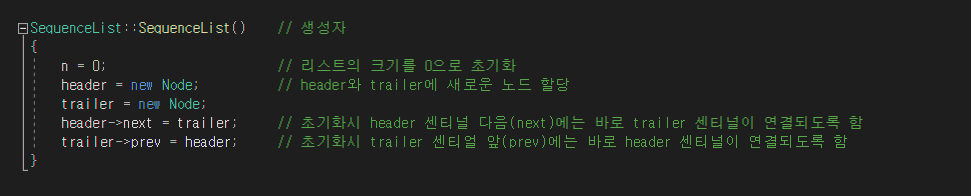 SequenceList::SequenceList() // 생성자
{
n = 0; // 리스트의 크기를 0으로 초기화
header = new Node; // header와 trailer에 새로운 노드 할당
trailer = new Node;
header->next = trailer; // 초기화시 header 센티널 다음(next)에는 바로 trailer 센티널이 연결되도록 함
trailer->prev = header; // 초기화시 trailer 센티얼 앞(prev)에는 바로 header 센티널이 연결되도록 함
}